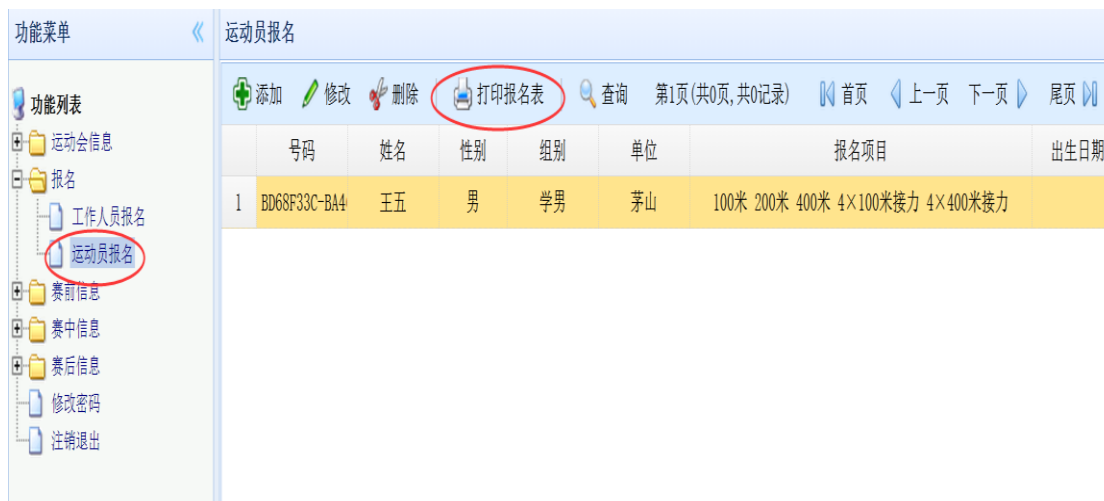 功能菜单
运动员报名
添加 修改 删除 打印报名表 查询 第1页(共0页,共0记录) 首页 上一页 下一页 尾页
功能列表
运动会信息
报名
工作人员报名
运动员报名
赛前信息
赛中信息
赛后信息
修改密码
注销退出
号码 姓名 性别 组别 单位 报名项目 出生日期
1 BD68F33C-BA4 王五 男 学男 茅山 100米 200米 400米 4×100米接力 4×400米接力